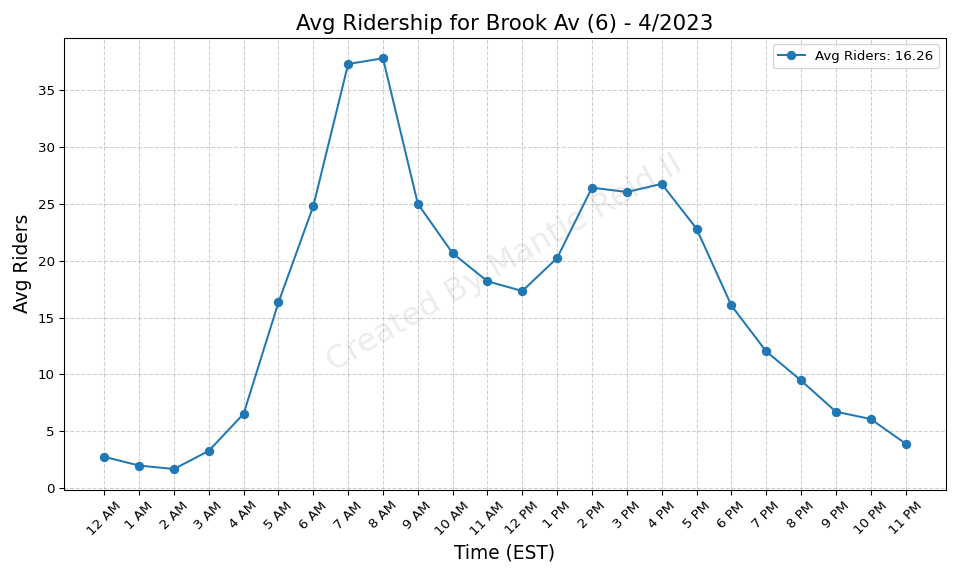 Avg Ridership for Brook Av (6) - 4/2023
Avg Riders: 16.26
Avg Riders
35
30
25
20
15
10
5
0
Created By Mantic Reid II
12 AM
1 AM
2 AM
3 AM
4 AM
5 AM
6 AM
7 AM
8 AM
9 AM
10 AM
11 AM
12 PM
1 PM
2 PM
3 PM
4 PM
5 PM
6 PM
7 PM
8 PM
9 PM
10 PM
11 PM
Time (EST)